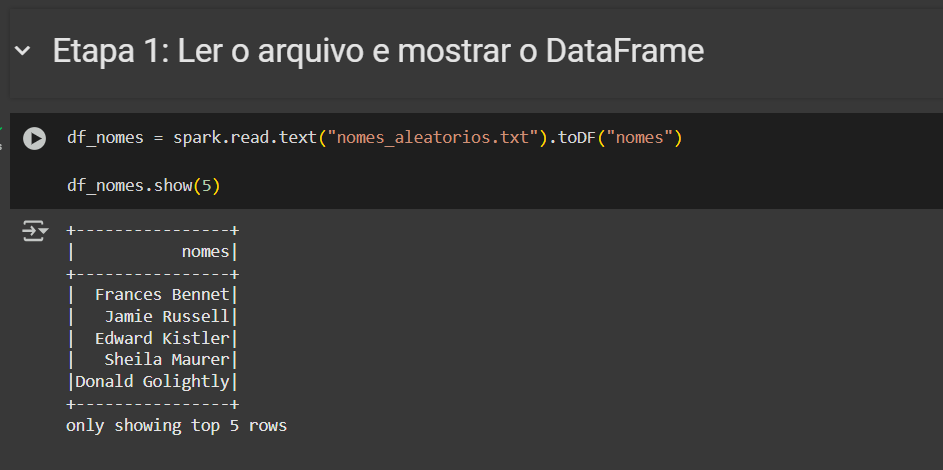 Etapa 1: Ler o arquivo e mostrar o DataFrame
df_nomes = spark.read.text("nomes_aleatorios.txt").toDF("nomes")
df_nomes.show(5)
+----------------+
|           nomes|
+----------------+
|  Frances Bennet|
|   Jamie Russell|
|  Edward Kistler|
|   Sheila Maurer|
|Donald Golightly|
+----------------+
only showing top 5 rows